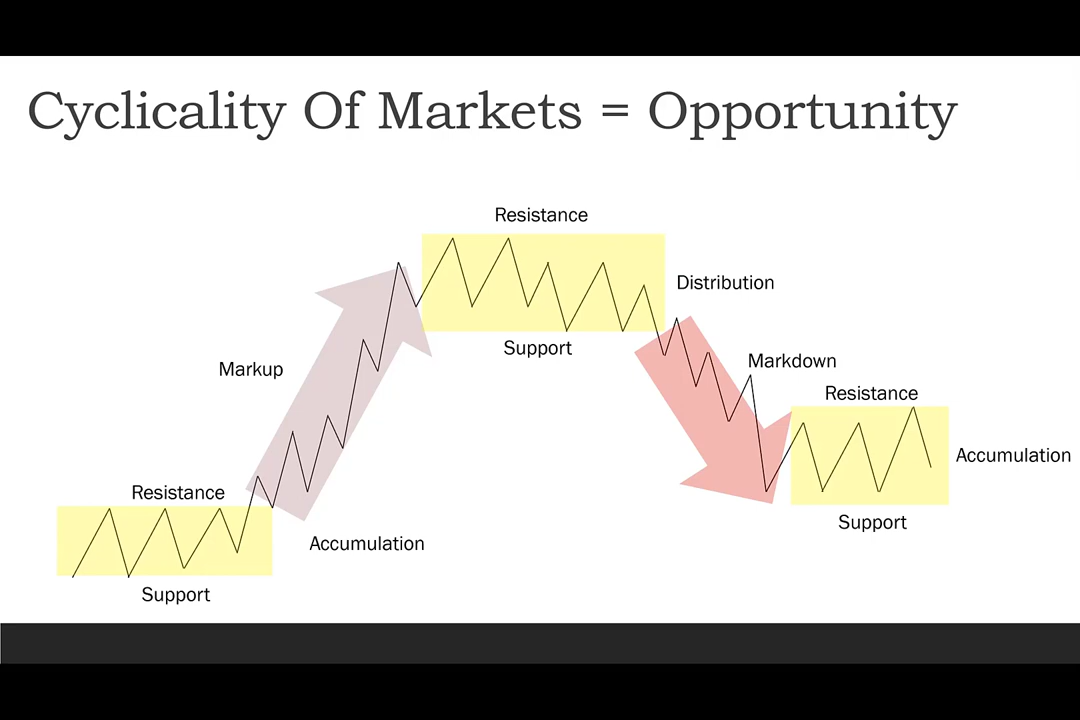 Cyclicality Of Markets = Opportunity
Resistance
Distribution
Support
Markup
Markdown
Resistance
Accumulation
Resistance
Support
Accumulation
Support